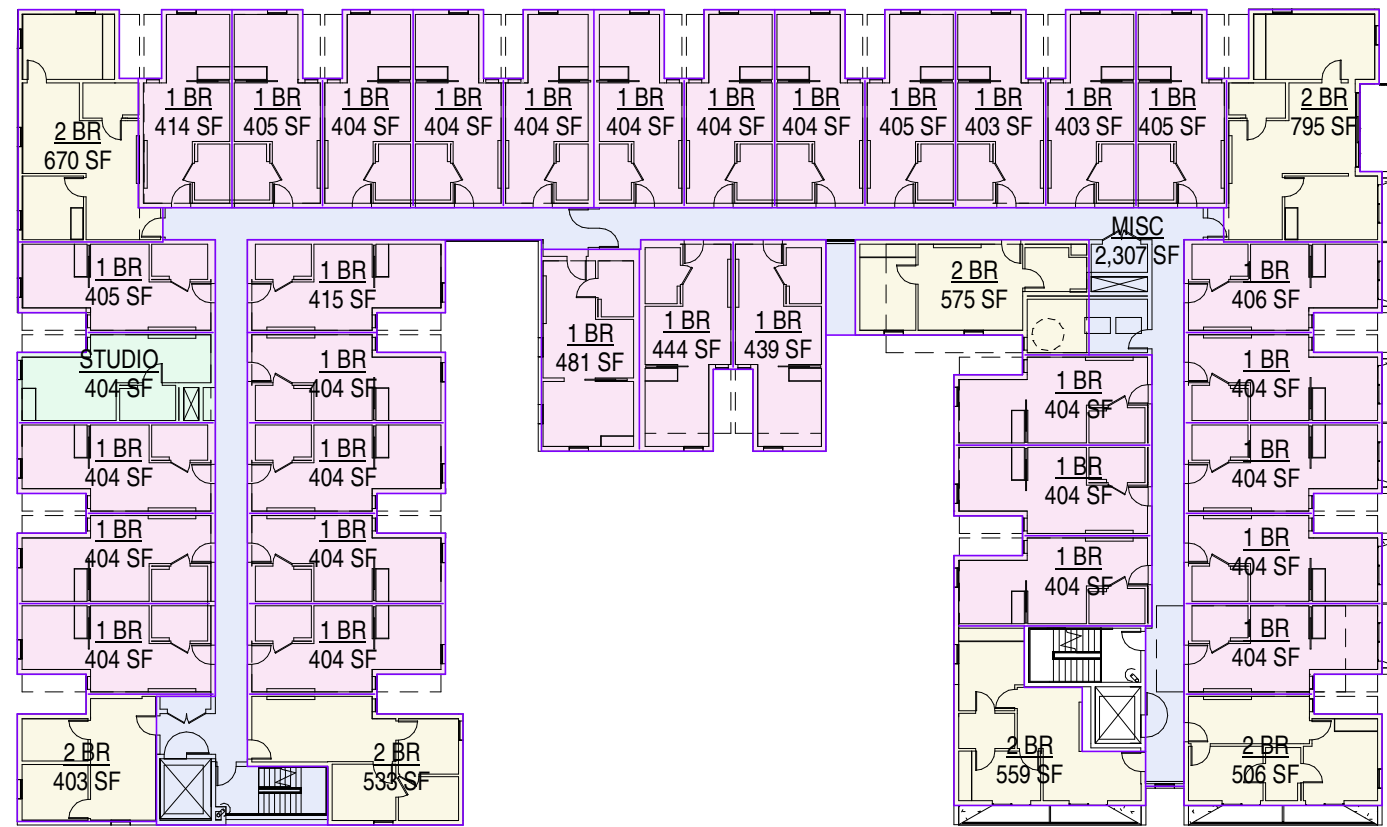 1 BR
414 SF
1 BR
405 SF
1 BR
404 SF
1 BR
404 SF
1 BR
404 SF
1 BR
404 SF
1 BR
404 SF
1 BR
404 SF
1 BR
405 SF
1 BR
403 SF
1 BR
403 SF
1 BR
405 SF
2 BR
795 SF
2 BR
670 SF
MISC
2,307 SF
1 BR
405 SF
1 BR
415 SF
2 BR
575 SF
1 BR
406 SF
1 BR
481 SF
1 BR
444 SF
1 BR
439 SF
STUDIO
404 SF
1 BR
404 SF
1 BR
404 SF
1 BR
404 SF
1 BR
404 SF
1 BR
404 SF
1 BR
404 SF
1 BR
404 SF
1 BR
404 SF
1 BR
404 SF
1 BR
404 SF
1 BR
404 SF
1 BR
404 SF
1 BR
404 SF
1 BR
404 SF
2 BR
403 SF
2 BR
533 SF
2 BR
559 SF
2 BR
506 SF